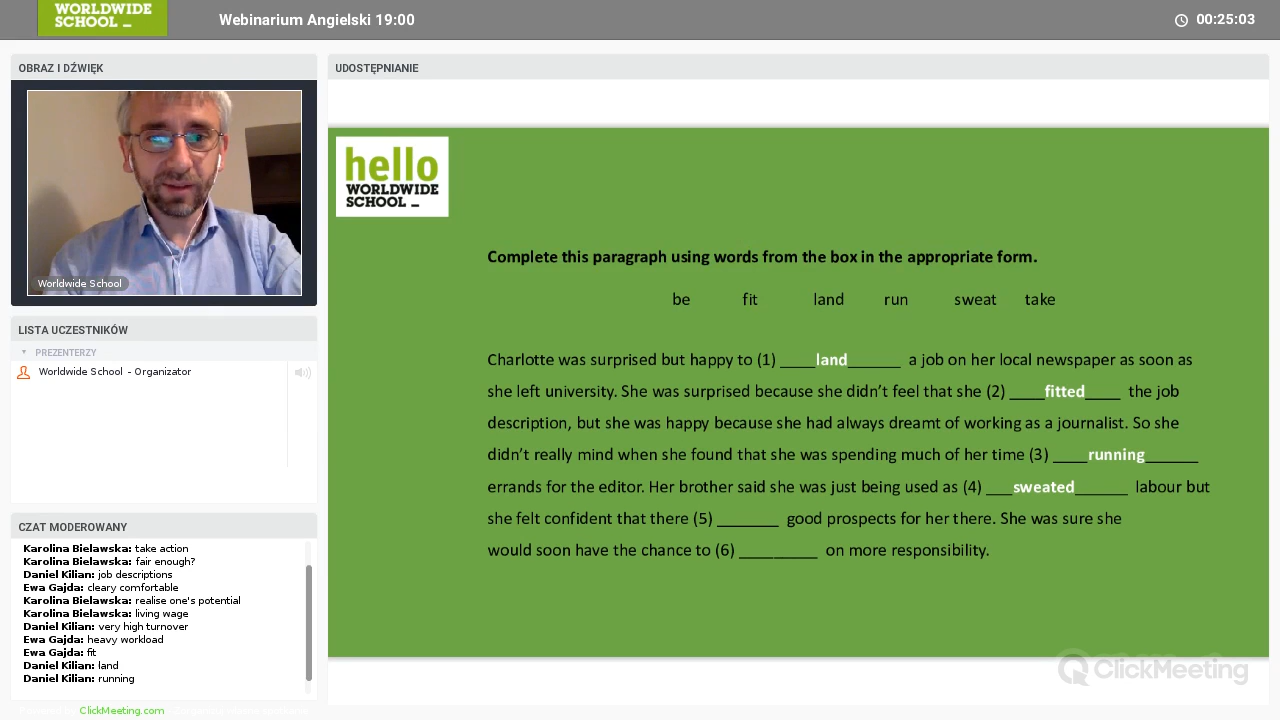 WORLDWIDE
SCHOOL _
Webinarium Angielski 19:00
00:25:03
OBRAZ I DŹWIĘK
Worldwide School
LISTA UCZESTNIKÓW
PREZENTERZY
Worldwide School - Organizator
CZAT MODEROWANY
Karolina Bielawska: take action
Karolina Bielawska: fair enough?
Daniel Kilian: job descriptions
Ewa Gajda: cleary comfortable
Karolina Bielawska: realise one's potential
Karolina Bielawska: living wage
Daniel Kilian: very high turnover
Ewa Gajda: heavy workload
Ewa Gajda: fit
Daniel Kilian: land
Daniel Kilian: running
ClickMeeting.com
UDOSTĘPNIANIE
hello
WORLDWIDE
SCHOOL _
Complete this paragraph using words from the box in the appropriate form.
be fit land run sweat take
Charlotte was surprised but happy to (1) ____land______ a job on her local newspaper as soon as
she left university. She was surprised because she didn't feel that she (2) ____fitted____ the job
description, but she was happy because she had always dreamt of working as a journalist. So she
didn't really mind when she found that she was spending much of her time (3) ____running______
errands for the editor. Her brother said she was just being used as (4) ___sweated______ labour but
she felt confident that there (5) _______ good prospects for her there. She was sure she
would soon have the chance to (6) _________ on more responsibility.
ClickMeeting